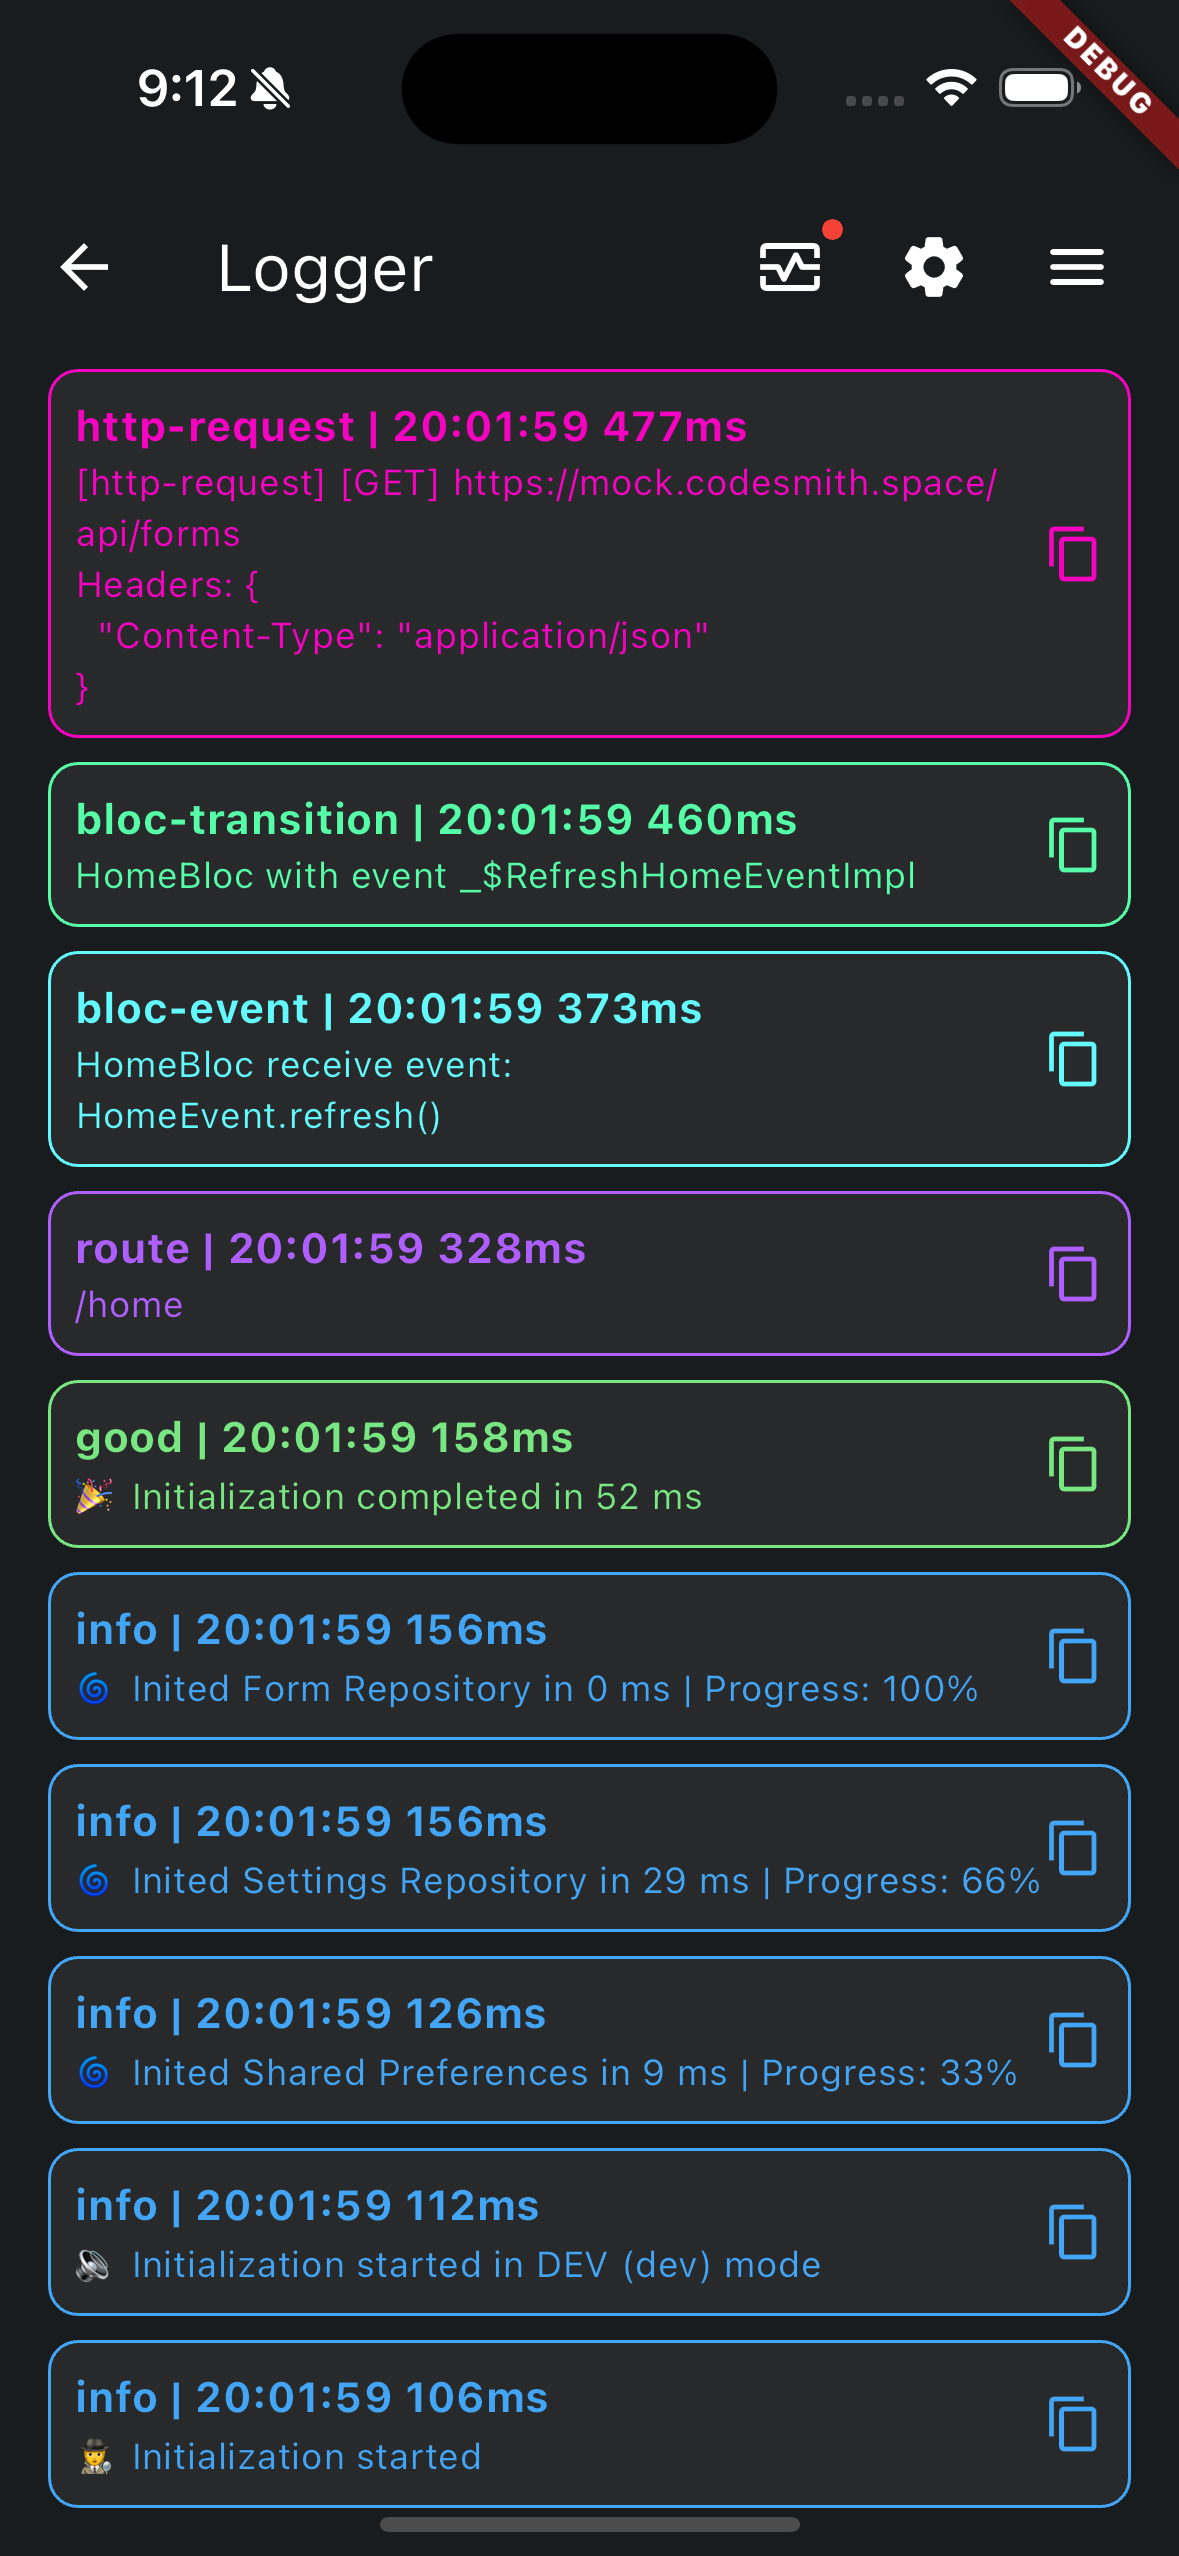 9:12
DEBUG
Logger
http-request | 20:01:59 477ms
[http-request] [GET] https://mock.codesmith.space/
api/forms
Headers: {
  "Content-Type": "application/json"
}
bloc-transition | 20:01:59 460ms
HomeBloc with event _$RefreshHomeEventImpl
bloc-event | 20:01:59 373ms
HomeBloc receive event:
HomeEvent.refresh()
route | 20:01:59 328ms
/home
good | 20:01:59 158ms
🎉 Initialization completed in 52 ms
info | 20:01:59 156ms
🌀 Inited Form Repository in 0 ms | Progress: 100%
info | 20:01:59 156ms
🌀 Inited Settings Repository in 29 ms | Progress: 66%
info | 20:01:59 126ms
🌀 Inited Shared Preferences in 9 ms | Progress: 33%
info | 20:01:59 112ms
🔊 Initialization started in DEV (dev) mode
info | 20:01:59 106ms
🕵️ Initialization started